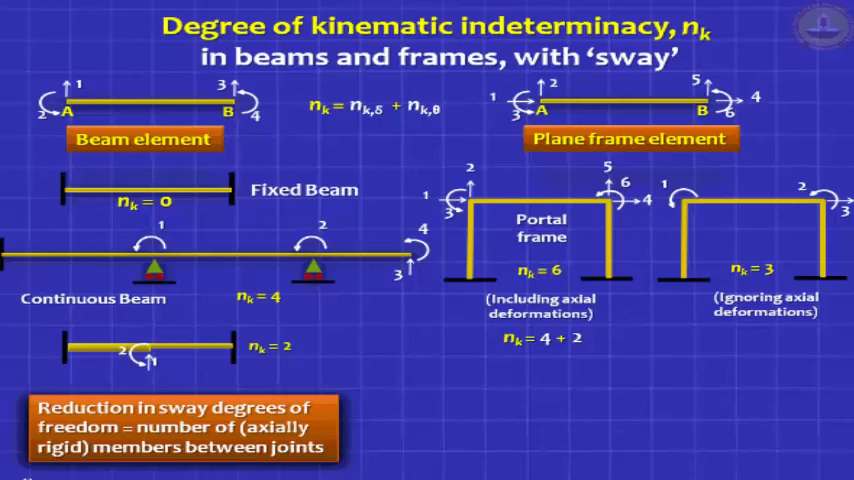 Degree of kinematic indeterminacy, nk
in beams and frames, with ‘sway’
1
2
A
3
B
4
Beam element
nk = nk,δ + nk,θ
1
2
3
A
5
B
4
6
Plane frame element
nk = 0
Fixed Beam
1
2
4
3
Continuous Beam
nk = 4
2
1
nk = 2
2
1
3
5
6
4
Portal
frame
nk = 6
(Including axial
deformations)
nk = 4 + 2
1
2
3
nk = 3
(Ignoring axial
deformations)
Reduction in sway degrees of
freedom = number of (axially
rigid) members between joints